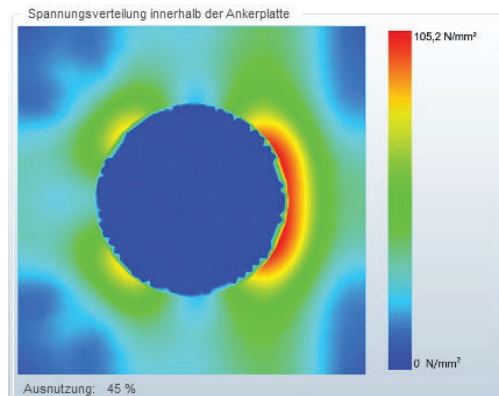 Spannungsverteilung innerhalb der Ankerplatte
105,2 N/mm²
0 N/mm²
Ausnutzung: 45 %